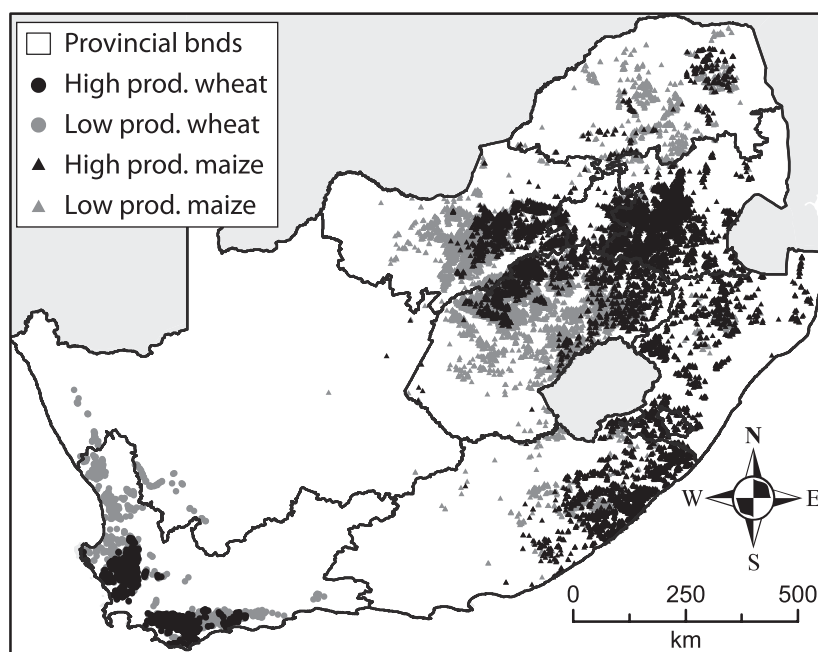 Provincial bnds
High prod. wheat
Low prod. wheat
High prod. maize
Low prod. maize
N
W E
S
0 250 500
km